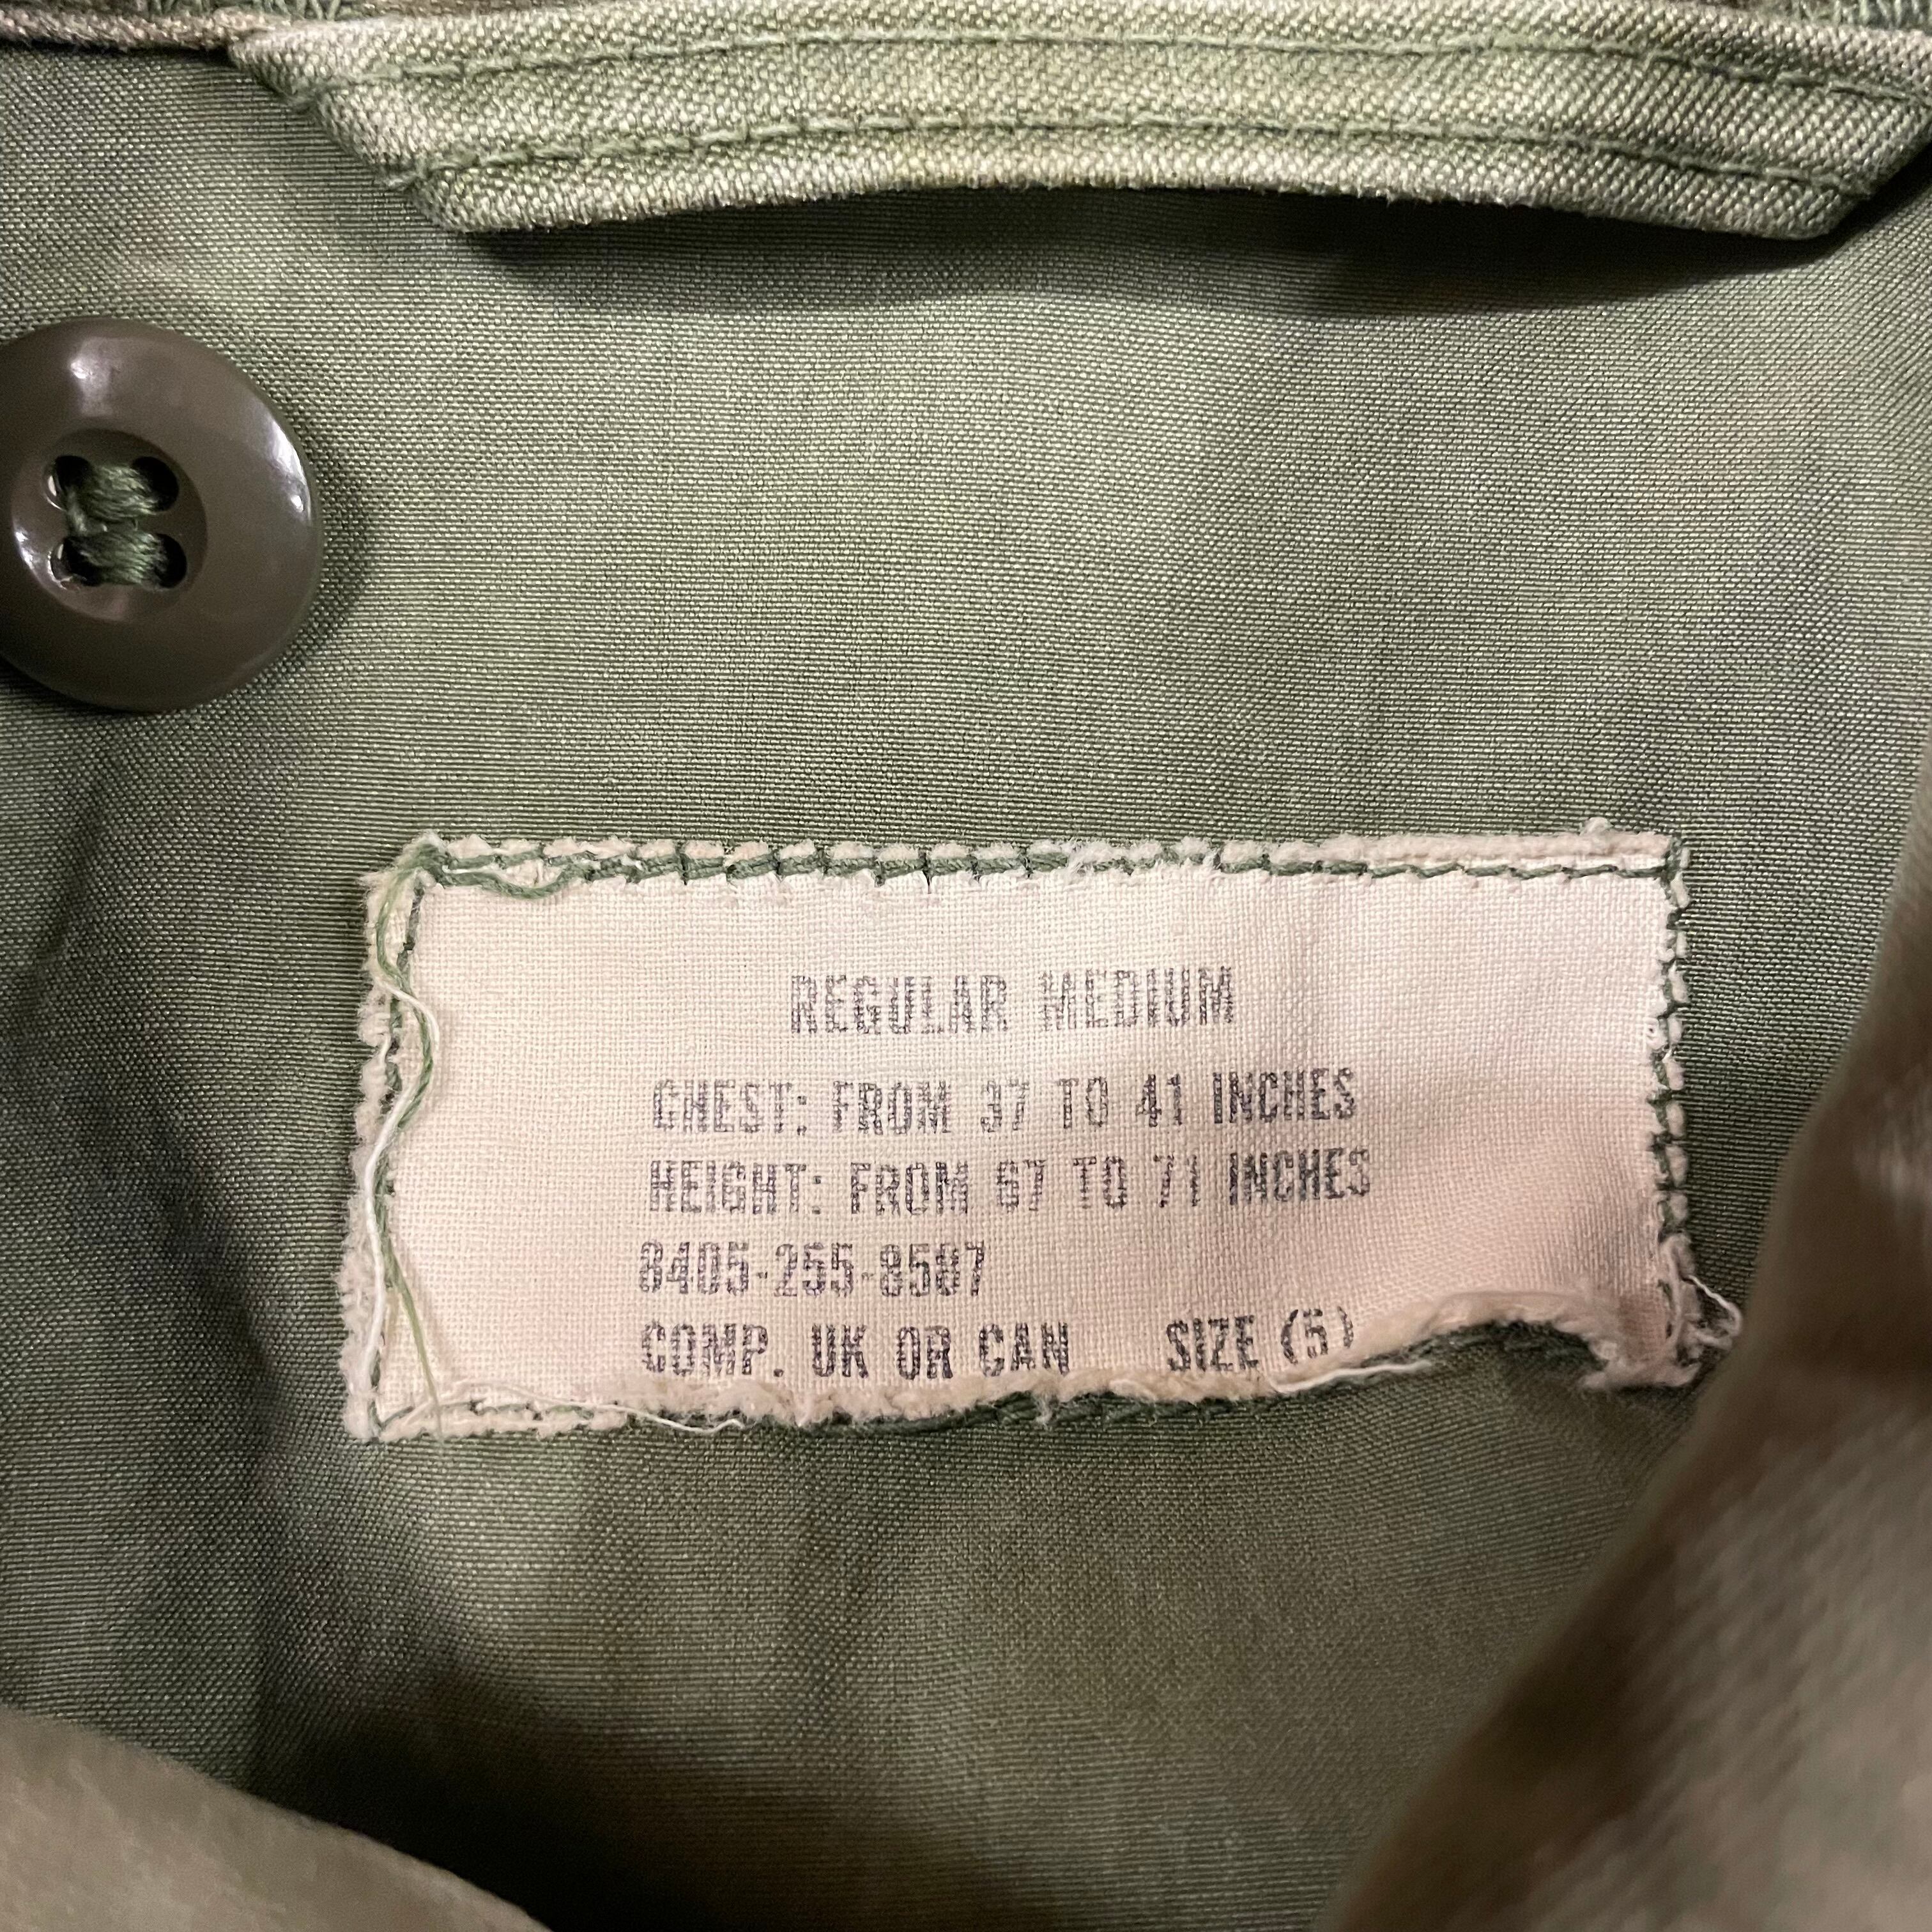 REGULAR MEDIUM
CHEST: FROM 37 TO 41 INCHES
HEIGHT: FROM 67 TO 71 INCHES
8405-255-8587
COMP. UK OR CAN SIZE (5)